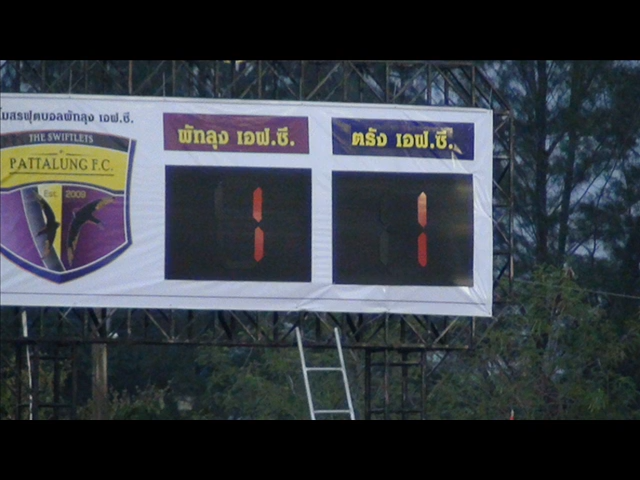 โมสรฟุตบอลพัทลุง เอฟ.ซี.
THE SWIFTLETS
PATTALUNG F.C.
Est. 2009
พัทลุง เอฟ.ซี.
ตรัง เอฟ.ซี.
1
1